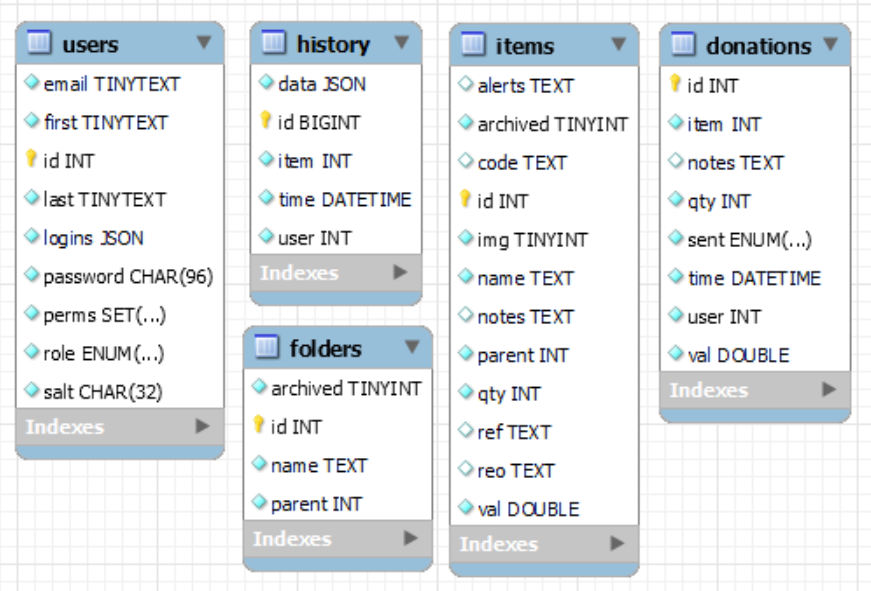 users
email TINYTEXT
first TINYTEXT
id INT
last TINYTEXT
logins JSON
password CHAR(96)
perms SET(...)
role ENUM(...)
salt CHAR(32)
Indexes
history
data JSON
id BIGINT
item INT
time DATETIME
user INT
Indexes
folders
archived TINYINT
id INT
name TEXT
parent INT
Indexes
items
alerts TEXT
archived TINYINT
code TEXT
id INT
img TINYINT
name TEXT
notes TEXT
parent INT
qty INT
ref TEXT
reo TEXT
val DOUBLE
Indexes
donations
id INT
item INT
notes TEXT
qty INT
sent ENUM(...)
time DATETIME
user INT
val DOUBLE
Indexes